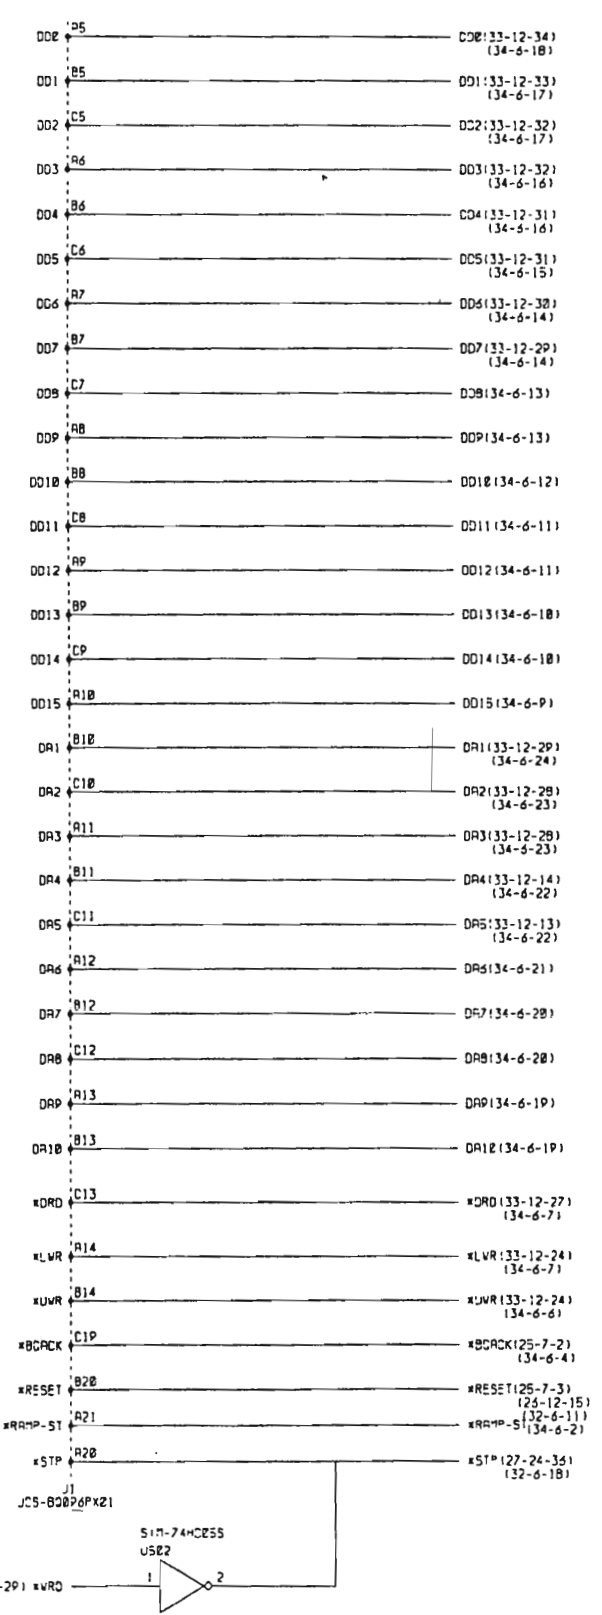 DD0 A5 DD0(33-12-34)
(34-6-18)
DD1 B5 DD1(33-12-33)
(34-6-17)
DD2 C5 DD2(33-12-32)
(34-6-17)
DD3 A6 DD3(33-12-32)
(34-6-16)
DD4 B6 DD4(33-12-31)
(34-6-16)
DD5 C6 DD5(33-12-31)
(34-6-15)
DD6 A7 DD6(33-12-30)
(34-6-14)
DD7 B7 DD7(33-12-29)
(34-6-14)
DD8 C7 DD8(34-6-13)
DD9 A8 DD9(34-6-13)
DD10 B8 DD10(34-6-12)
DD11 C8 DD11(34-6-11)
DD12 A9 DD12(34-6-11)
DD13 B9 DD13(34-6-10)
DD14 C9 DD14(34-6-10)
DD15 A10 DD15(34-6-9)
DA1 B10 DA1(33-12-29)
(34-6-24)
DA2 C10 DA2(33-12-28)
(34-6-23)
DA3 A11 DA3(33-12-28)
(34-6-23)
DA4 B11 DA4(33-12-14)
(34-6-22)
DA5 C11 DA5(33-12-13)
(34-6-22)
DA6 A12 DA6(34-6-21)
DA7 B12 DA7(34-6-20)
DA8 C12 DA8(34-6-20)
DA9 A13 DA9(34-6-19)
DA10 B13 DA10(34-6-19)
*DRD C13 *DRD(33-12-27)
(34-6-7)
*LWR A14 *LWR(33-12-24)
(34-6-7)
*UWR B14 *UWR(33-12-24)
(34-6-6)
*BGACK C19 *BGACK(25-7-2)
(34-6-4)
*RESET B20 *RESET(25-7-3)
(26-12-15)
(32-6-11)
*RAMP-ST A21 *RAMP-ST(34-6-2)
*STP A20 *STP(27-24-36)
(32-6-18)
J1
SIM-74HC05S
U502
-29) *WRD 1 2